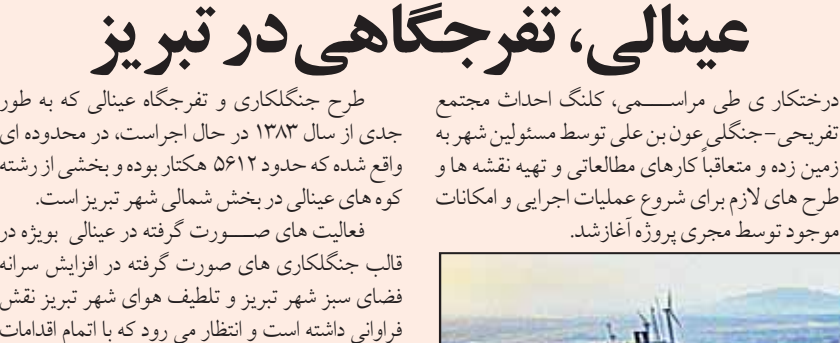 عینالی، تفرجگاهی در تبریز
درختکار ی طی مراســـمی، کلنگ احداث مجتمع
تفریحی-جنگلی عون بن علی توسط مسئولین شهر به
زمین زده و متعاقباً کارهای مطالعاتی و تهیه نقشه ها و
طرح های لازم برای شروع عملیات اجرایی و امکانات
موجود توسط مجری پروژه آغازشد.
طرح جنگلکاری و تفرجگاه عینالی که به طور
جدی از سال ۱۳۸۳ در حال اجراست، در محدوده ای
واقع شده که حدود ۵۶۱۲ هکتار بوده و بخشی از رشته
کوه های عینالی در بخش شمالی شهر تبریز است.
فعالیت های صـــورت گرفته در عینالی بویژه در
قالب جنگلکاری های صورت گرفته در افزایش سرانه
فضای سبز شهر تبریز و تلطیف هوای شهر تبریز نقش
فراوانی داشته است و انتظار می رود که با اتمام اقدامات